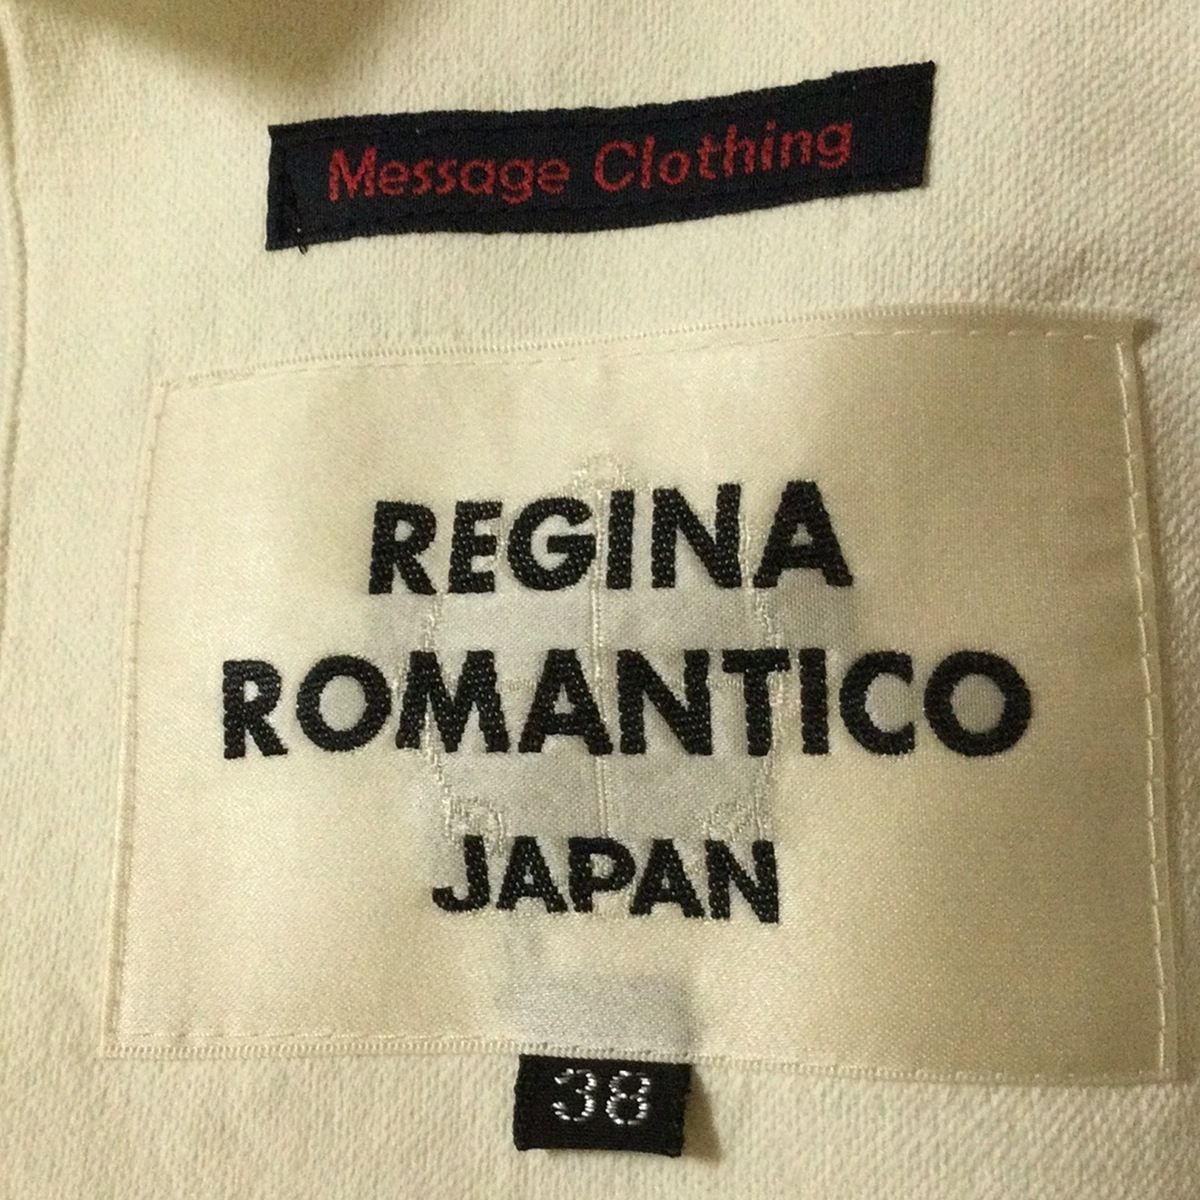 Message Clothing
REGINA
ROMANTICO
JAPAN
38